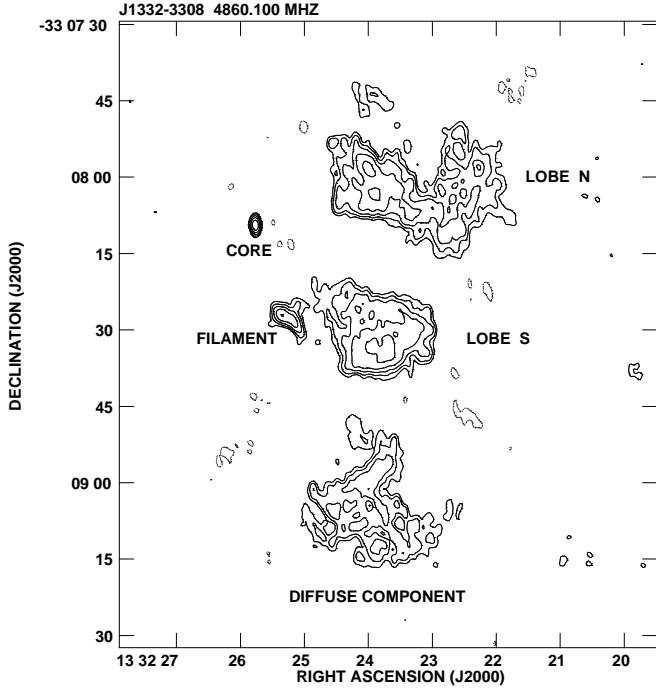 J1332-3308 4860.100 MHZ
-33 07 30
45
08 00
LOBE N
15
CORE
DECLINATION (J2000)
30
FILAMENT
LOBE S
45
09 00
15
DIFFUSE COMPONENT
30
13 32 27 26 25 24 23 22 21 20
RIGHT ASCENSION (J2000)